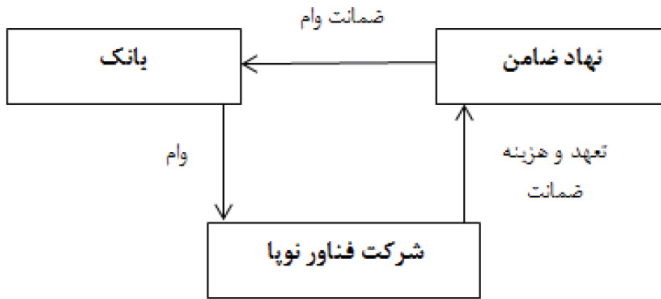 ضمانت وام
نهاد ضامن
بانک
تعهد و هزینه
ضمانت
وام
شرکت فناور نوپا